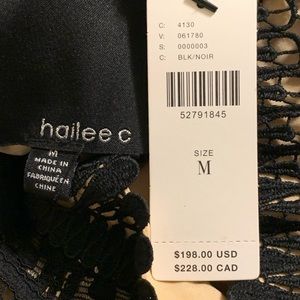 hailee c
M
MADE IN
CHINA
FABRIQUÉ EN
CHINE
C: 4130
V: 061780
S: 0000003
C: BLK/NOIR
52791845
SIZE
M
$198.00 USD
$228.00 CAD